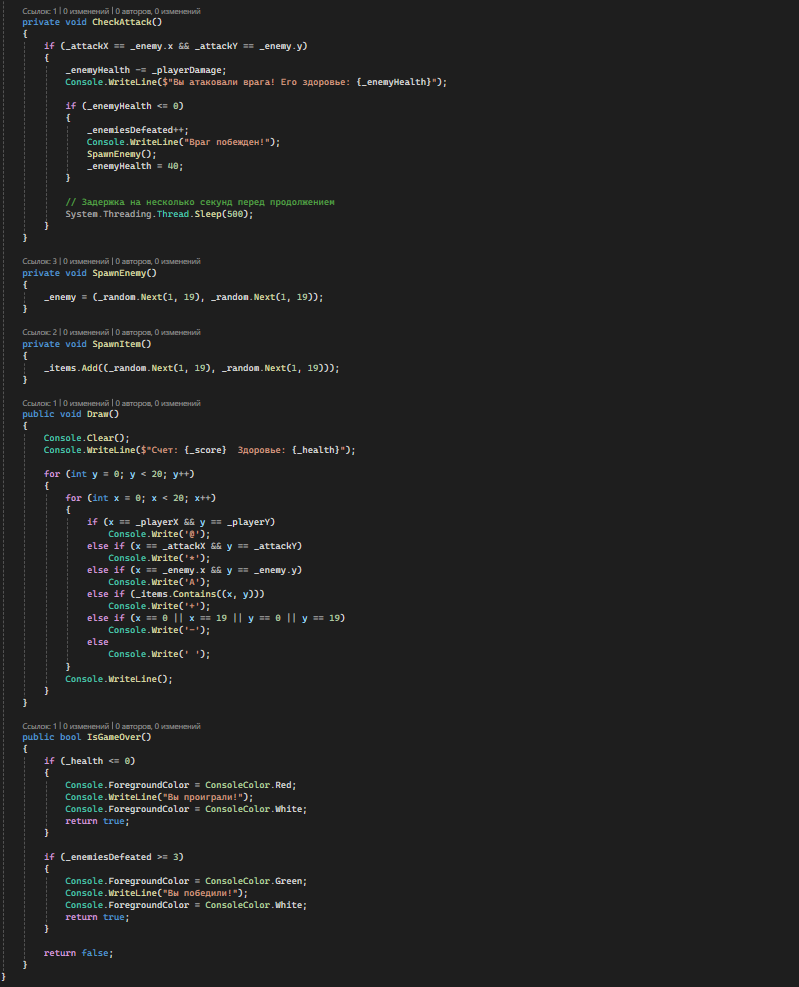 Ссылок: 1 | 0 изменений | 0 авторов, 0 изменений
private void CheckAttack()
{
if (_attackX == _enemy.x && _attackY == _enemy.y)
{
_enemyHealth -= _playerDamage;
Console.WriteLine($"Вы атаковали врага! Его здоровье: {_enemyHealth}");
if (_enemyHealth <= 0)
{
_enemiesDefeated++;
Console.WriteLine("Враг побежден!");
SpawnEnemy();
_enemyHealth = 40;
}
// Задержка на несколько секунд перед продолжением
System.Threading.Thread.Sleep(500);
}
}
Ссылок: 3 | 0 изменений | 0 авторов, 0 изменений
private void SpawnEnemy()
{
_enemy = (_random.Next(1, 19), _random.Next(1, 19));
}
Ссылок: 2 | 0 изменений | 0 авторов, 0 изменений
private void SpawnItem()
{
_items.Add((_random.Next(1, 19), _random.Next(1, 19)));
}
Ссылок: 1 | 0 изменений | 0 авторов, 0 изменений
public void Draw()
{
Console.Clear();
Console.WriteLine($"Счет: {_score}  Здоровье: {_health}");
for (int y = 0; y < 20; y++)
{
for (int x = 0; x < 20; x++)
{
if (x == _playerX && y == _playerY)
Console.Write('@');
else if (x == _attackX && y == _attackY)
Console.Write('*');
else if (x == _enemy.x && y == _enemy.y)
Console.Write('A');
else if (_items.Contains((x, y)))
Console.Write('+');
else if (x == 0 || x == 19 || y == 0 || y == 19)
Console.Write('-');
else
Console.Write(' ');
}
Console.WriteLine();
}
}
Ссылок: 1 | 0 изменений | 0 авторов, 0 изменений
public bool IsGameOver()
{
if (_health <= 0)
{
Console.ForegroundColor = ConsoleColor.Red;
Console.WriteLine("Вы проиграли!");
Console.ForegroundColor = ConsoleColor.White;
return true;
}
if (_enemiesDefeated >= 3)
{
Console.ForegroundColor = ConsoleColor.Green;
Console.WriteLine("Вы победили!");
Console.ForegroundColor = ConsoleColor.White;
return true;
}
return false;
}
}